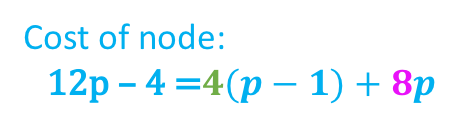 Cost of node:
12p – 4 =4(p − 1) + 8p